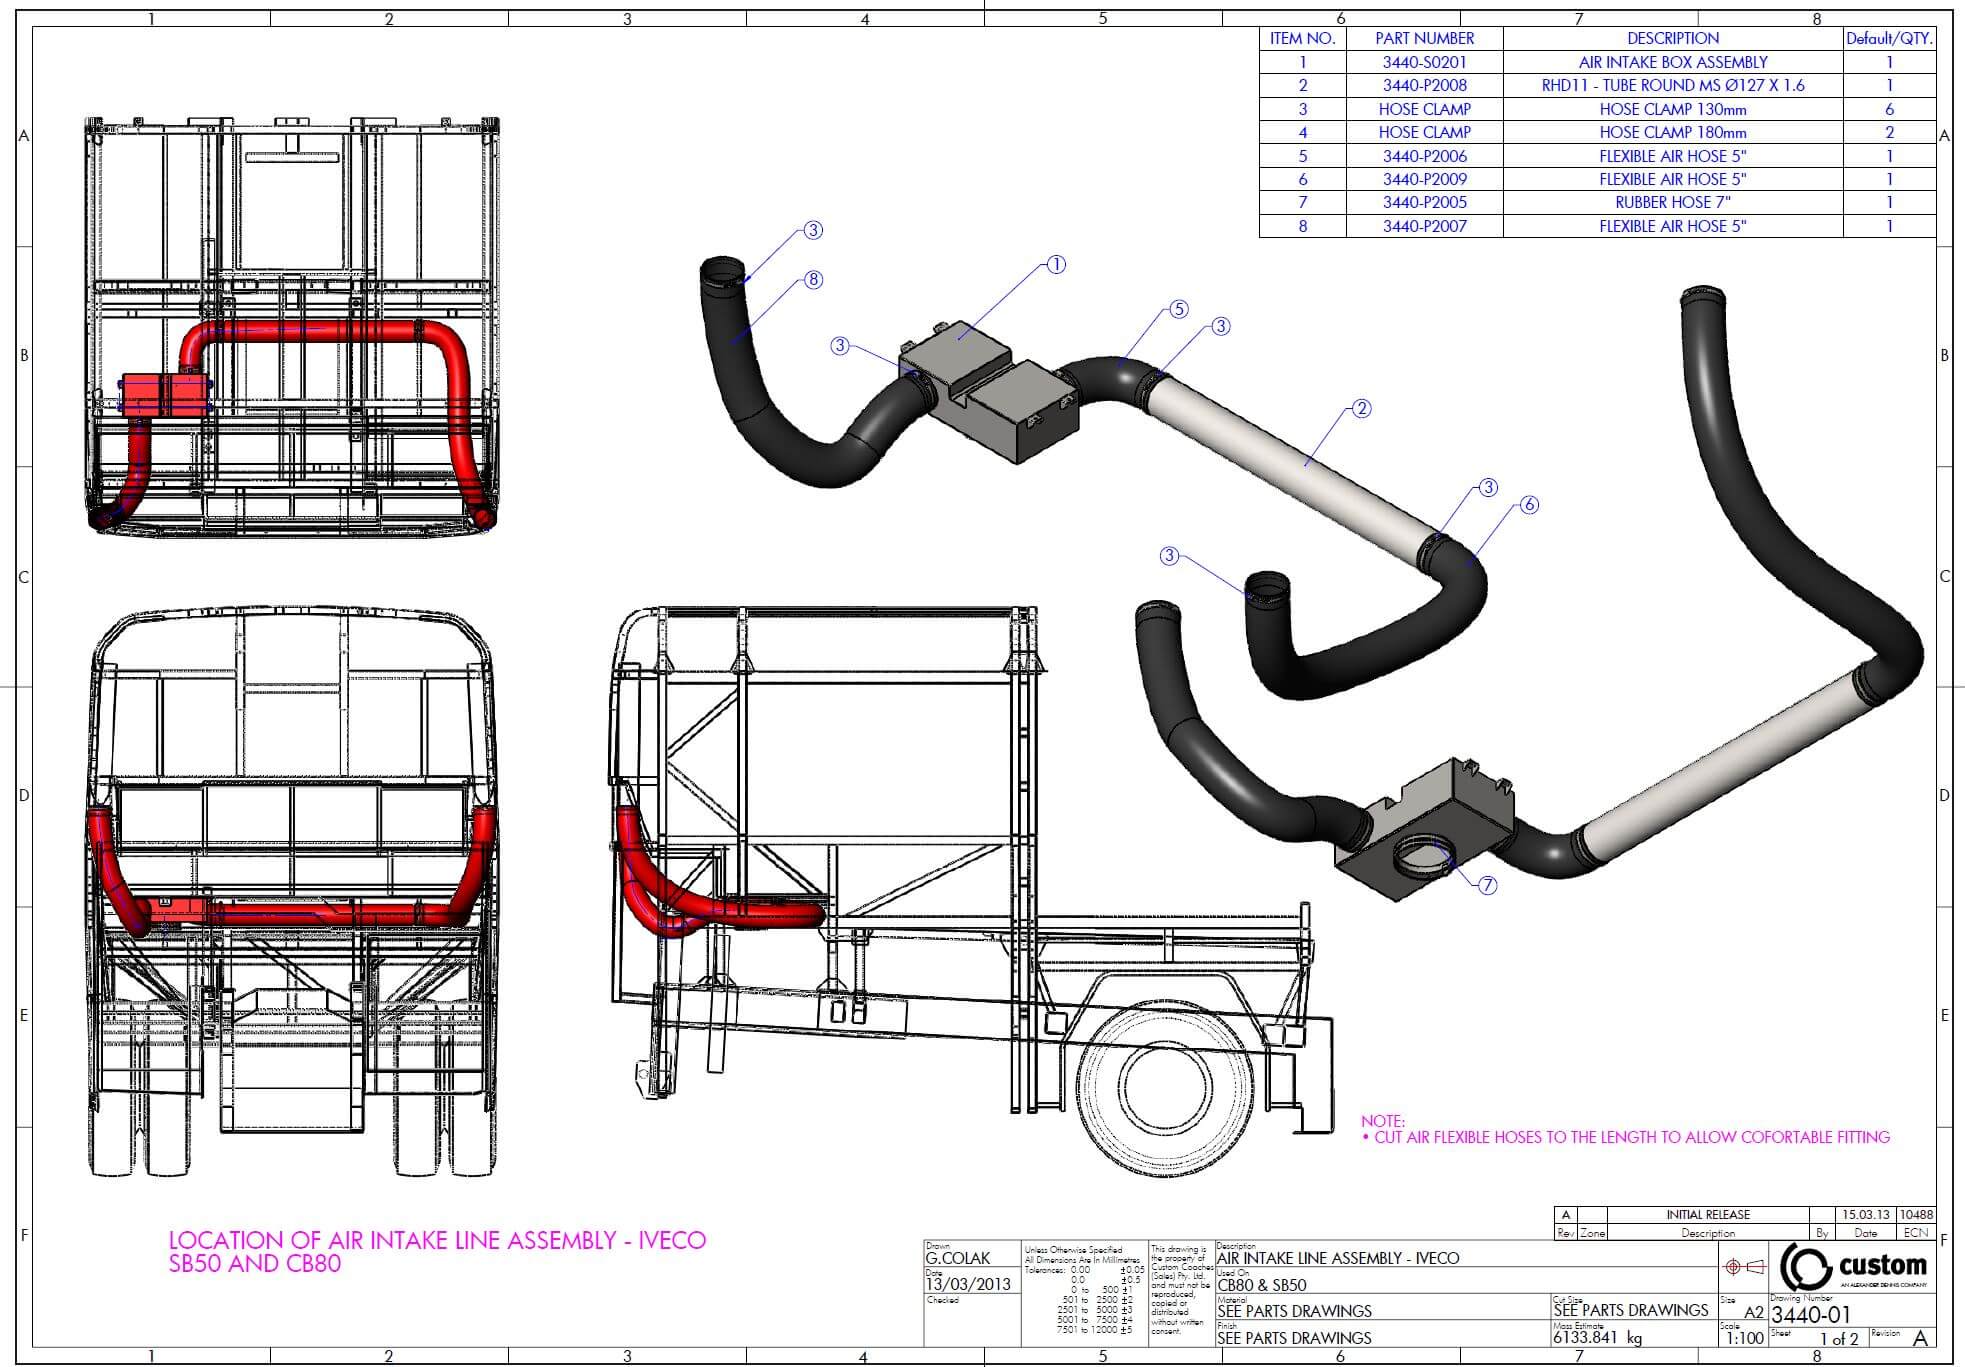 1 2 3 4 5 6 7 8
A
B
C
D
E
F
A
B
C
D
E
F
ITEM NO. PART NUMBER DESCRIPTION Default/QTY.
1 3440-S0201 AIR INTAKE BOX ASSEMBLY 1
2 3440-P2008 RHD11 - TUBE ROUND MS Ø127 X 1.6 1
3 HOSE CLAMP HOSE CLAMP 130mm 6
4 HOSE CLAMP HOSE CLAMP 180mm 2
5 3440-P2006 FLEXIBLE AIR HOSE 5" 1
6 3440-P2009 FLEXIBLE AIR HOSE 5" 1
7 3440-P2005 RUBBER HOSE 7" 1
8 3440-P2007 FLEXIBLE AIR HOSE 5" 1
3
8
1
3
5
3
2
3
6
3
7
NOTE:
• CUT AIR FLEXIBLE HOSES TO THE LENGTH TO ALLOW COFORTABLE FITTING
LOCATION OF AIR INTAKE LINE ASSEMBLY - IVECO
SB50 AND CB80
A INITIAL RELEASE 15.03.13 10488
Rev Zone Description By Date ECN
Drawn
G.COLAK
Date
13/03/2013
Checked
Unless Otherwise Specified
All Dimensions Are In Millimetres
Tolerances: 0.00 ±0.05
0.0 ±0.5
0 to 500 ±1
501 to 2500 ±2
2501 to 5000 ±3
5001 to 7500 ±4
7501 to 12000 ±5
This drawing is
the property of
Custom Coaches
(Sales) Pty. Ltd.
and must not be
reproduced,
copied or
distributed
without written
consent.
Description
AIR INTAKE LINE ASSEMBLY - IVECO
Used On
CB80 & SB50
Material
SEE PARTS DRAWINGS
Finish
SEE PARTS DRAWINGS
Cut Size
SEE PARTS DRAWINGS
Mass Estimate
6133.841 kg
Size
A2
Scale
1:100
custom
AN ALEXANDER DENNIS COMPANY
Drawing Number
3440-01
Sheet 1 of 2 Revision A
1 2 3 4 5 6 7 8